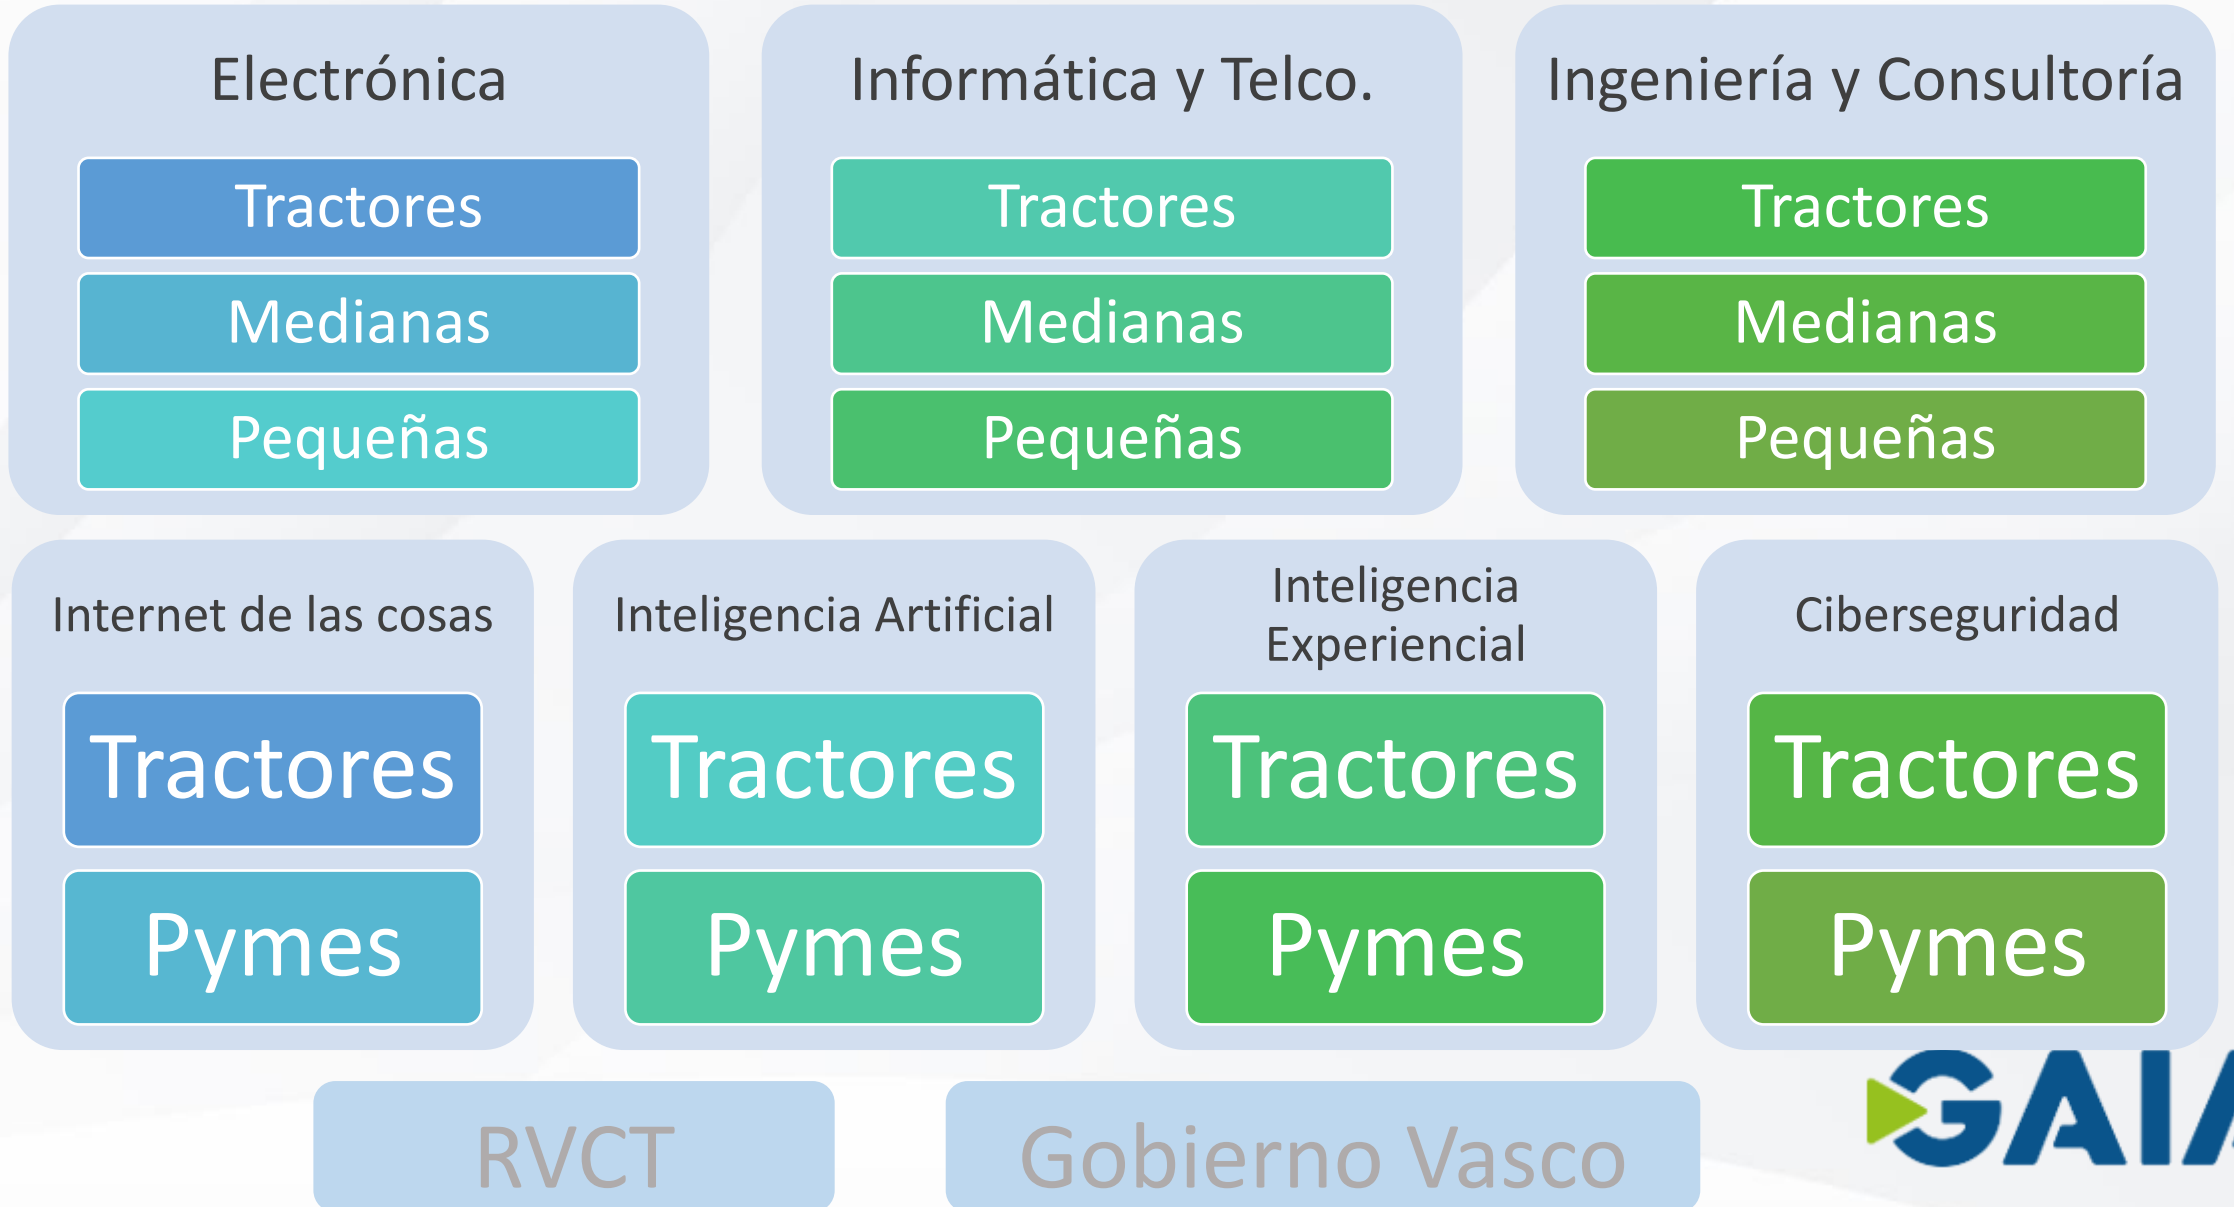 Electrónica
Tractores
Medianas
Pequeñas
Informática y Telco.
Tractores
Medianas
Pequeñas
Ingeniería y Consultoría
Tractores
Medianas
Pequeñas
Internet de las cosas
Tractores
Pymes
Inteligencia Artificial
Tractores
Pymes
Inteligencia
Experiencial
Tractores
Pymes
Ciberseguridad
Tractores
Pymes
RVCT
Gobierno Vasco
GAIA